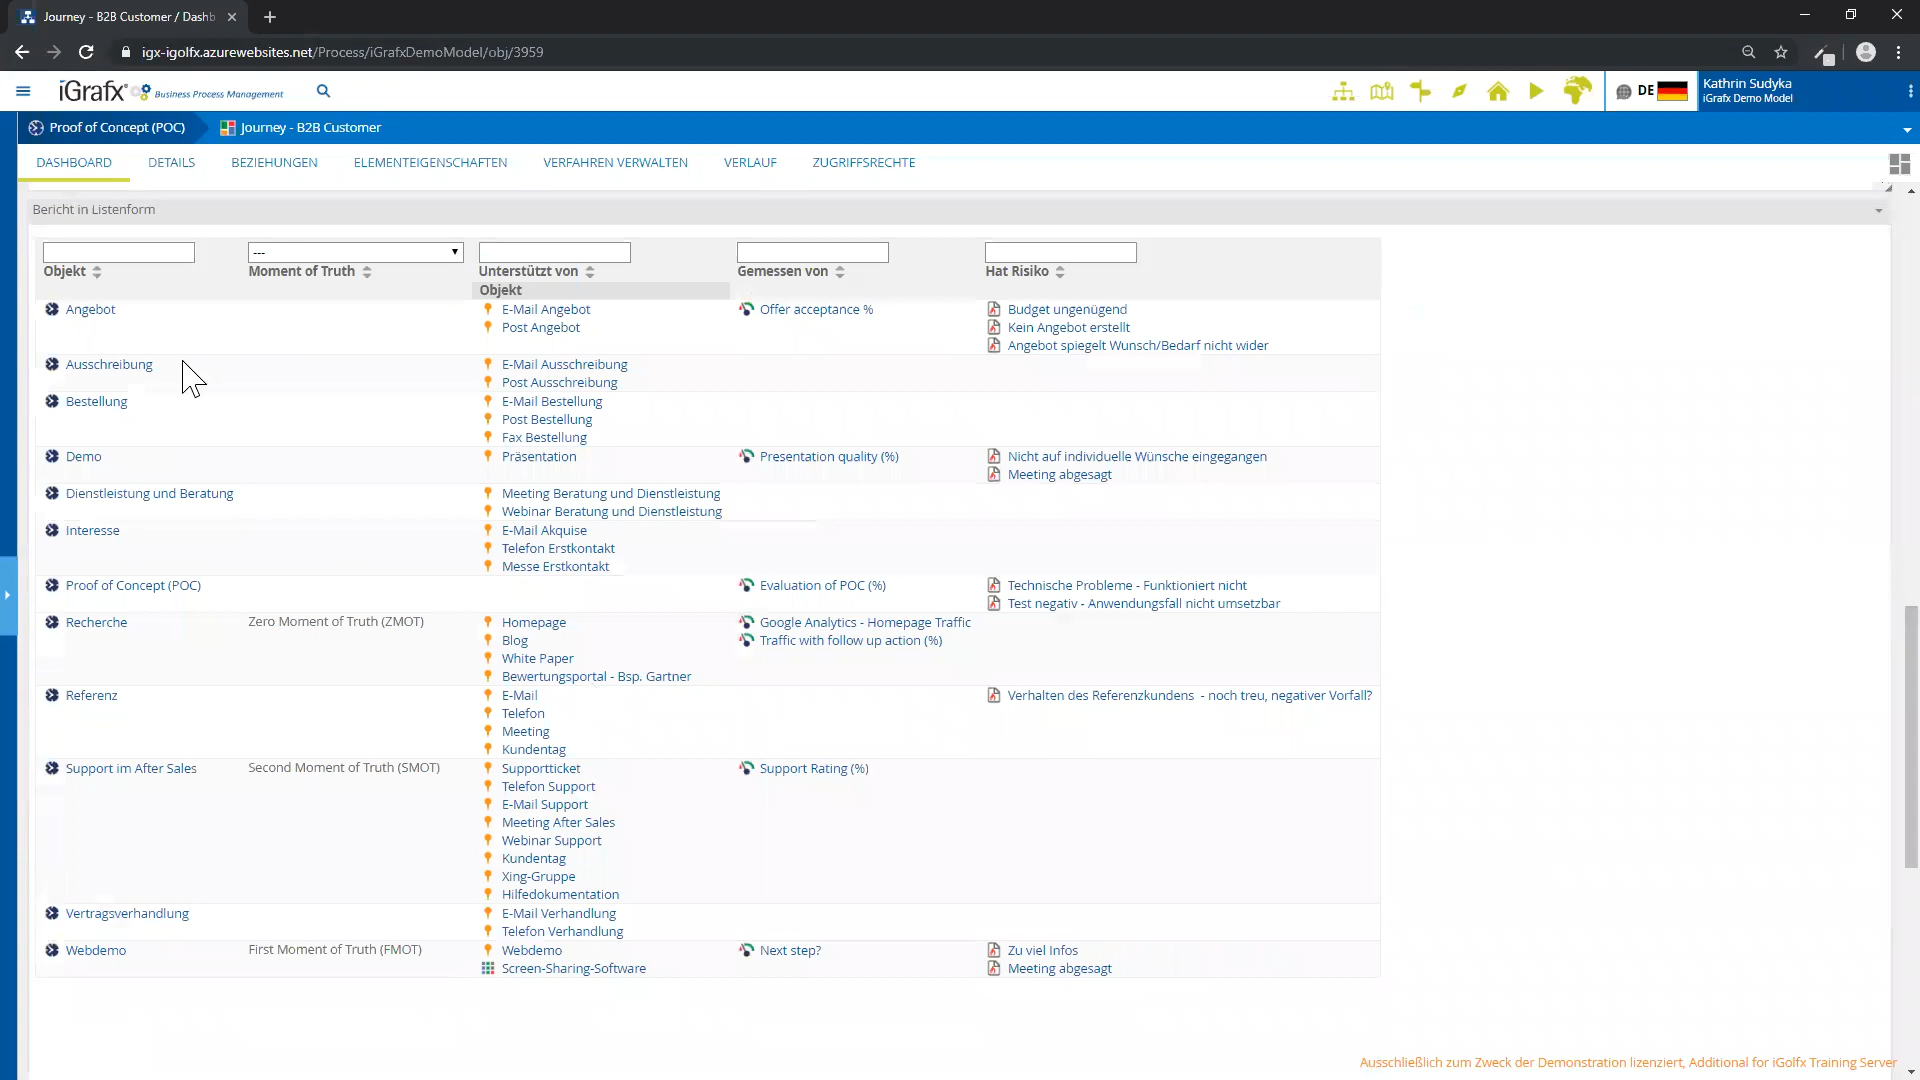 Journey - B2B Customer / Dashb
igx-igolfx.azurewebsites.net/Process/iGrafxDemoModel/obj/3959
iGrafx Business Process Management
DE
Kathrin Sudyka
iGrafx Demo Model
Proof of Concept (POC) Journey - B2B Customer
DASHBOARD DETAILS BEZIEHUNGEN ELEMENTEIGENSCHAFTEN VERFAHREN VERWALTEN VERLAUF ZUGRIFFSRECHTE
Bericht in Listenform
---
Objekt Moment of Truth Unterstützt von Gemessen von Hat Risiko
Objekt
Angebot E-Mail Angebot Offer acceptance % Budget ungenügend
Post Angebot Kein Angebot erstellt
Angebot spiegelt Wunsch/Bedarf nicht wider
Ausschreibung E-Mail Ausschreibung
Post Ausschreibung
Bestellung E-Mail Bestellung
Post Bestellung
Fax Bestellung
Demo Präsentation Presentation quality (%) Nicht auf individuelle Wünsche eingegangen
Meeting abgesagt
Dienstleistung und Beratung Meeting Beratung und Dienstleistung
Webinar Beratung und Dienstleistung
Interesse E-Mail Akquise
Telefon Erstkontakt
Messe Erstkontakt
Proof of Concept (POC) Evaluation of POC (%) Technische Probleme - Funktioniert nicht
Test negativ - Anwendungsfall nicht umsetzbar
Recherche Zero Moment of Truth (ZMOT) Homepage Google Analytics - Homepage Traffic
Blog Traffic with follow up action (%)
White Paper
Bewertungsportal - Bsp. Gartner
Referenz E-Mail Verhalten des Referenzkundens - noch treu, negativer Vorfall?
Telefon
Meeting
Kundentag
Support im After Sales Second Moment of Truth (SMOT) Supportticket Support Rating (%)
Telefon Support
E-Mail Support
Meeting After Sales
Webinar Support
Kundentag
Xing-Gruppe
Hilfedokumentation
Vertragsverhandlung E-Mail Verhandlung
Telefon Verhandlung
Webdemo First Moment of Truth (FMOT) Webdemo Next step? Zu viel Infos
Screen-Sharing-Software Meeting abgesagt
Ausschließlich zum Zweck der Demonstration lizenziert, Additional for iGolfx Training Server